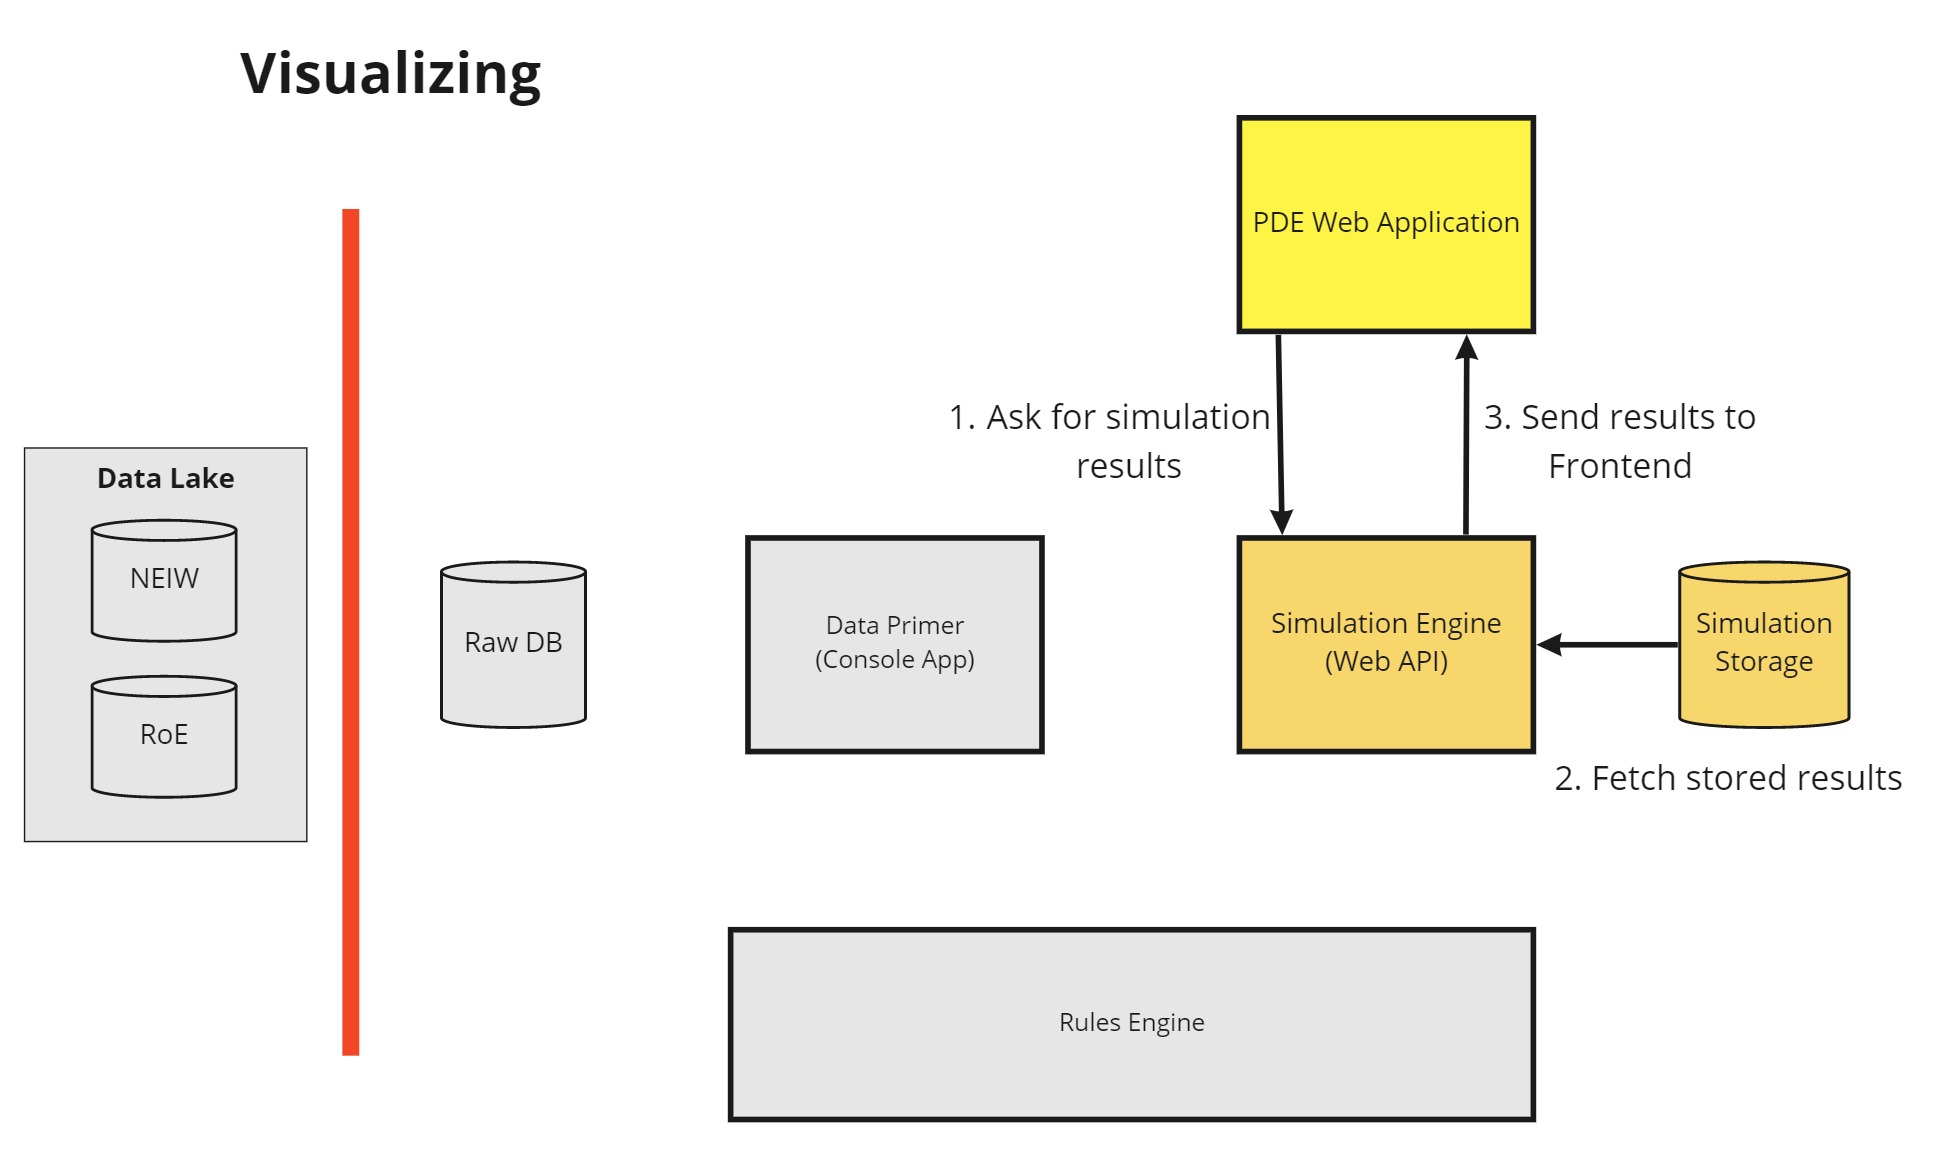 Visualizing
PDE Web Application
1. Ask for simulation
results
3. Send results to
Frontend
Data Lake
NEIW
RoE
Raw DB
Data Primer
(Console App)
Simulation Engine
(Web API)
Simulation
Storage
2. Fetch stored results
Rules Engine